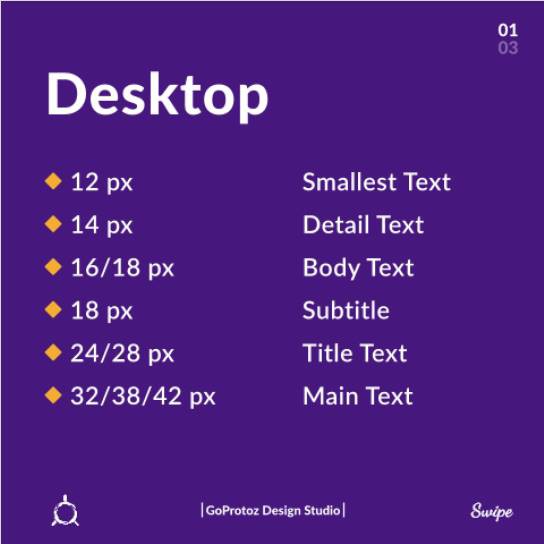 01
03
Desktop
12 px Smallest Text
14 px Detail Text
16/18 px Body Text
18 px Subtitle
24/28 px Title Text
32/38/42 px Main Text
|GoProtoz Design Studio|
Swipe